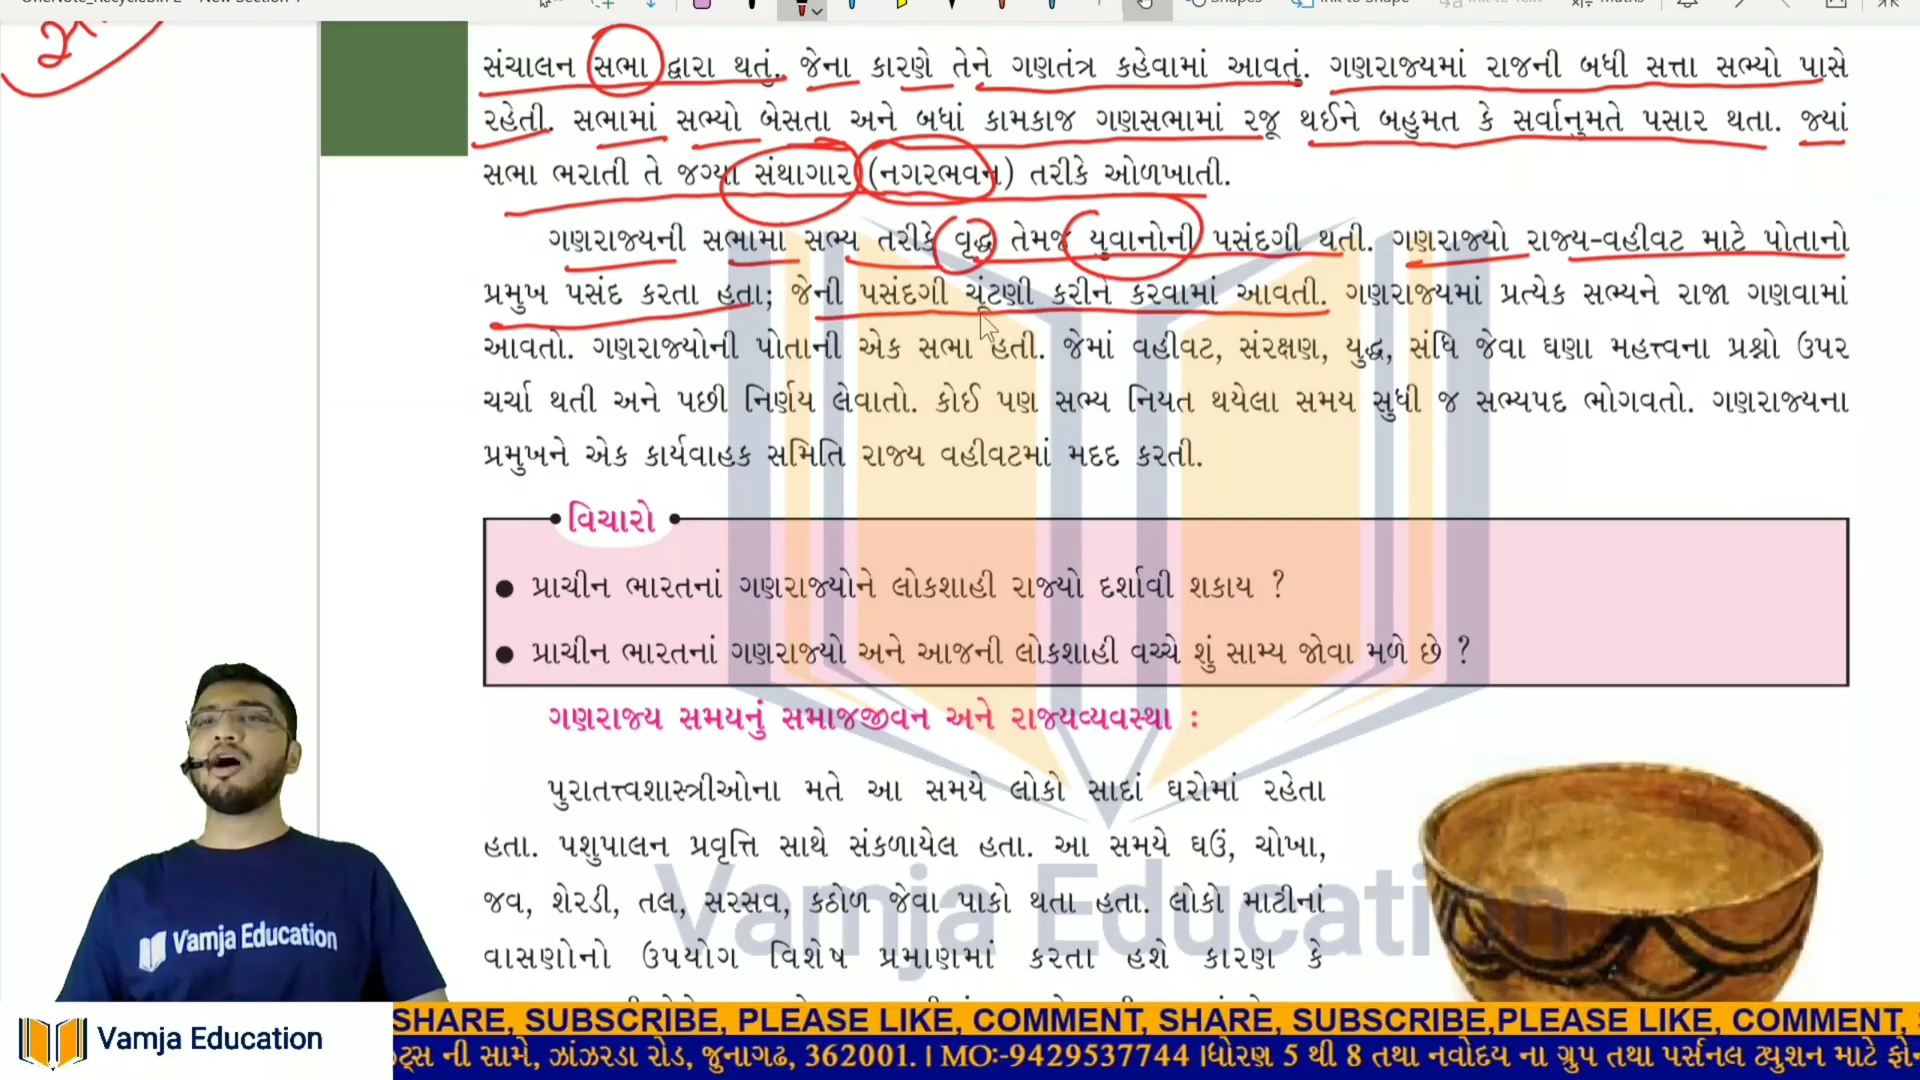 સંચાલન સભા દ્વારા થતું. જેના કારણે તેને ગણતંત્ર કહેવામાં આવતું. ગણરાજ્યમાં રાજની બધી સત્તા સભ્યો પાસે
રહેતી. સભામાં સભ્યો બેસતા અને બધાં કામકાજ ગણસભામાં રજૂ થઈને બહુમત કે સર્વાનુમતે પસાર થતા. જ્યાં
સભા ભરાતી તે જગ્યા સંથાગાર (નગરભવન) તરીકે ઓળખાતી.
ગણરાજ્યની સભામાં સભ્ય તરીકે વૃદ્ધ તેમજ યુવાનોની પસંદગી થતી. ગણરાજ્યો રાજ્ય-વહીવટ માટે પોતાનો
પ્રમુખ પસંદ કરતા હતા; જેની પસંદગી ચૂંટણી કરીને કરવામાં આવતી. ગણરાજ્યમાં પ્રત્યેક સભ્યને રાજા ગણવામાં
આવતો. ગણરાજ્યોની પોતાની એક સભા હતી. જેમાં વહીવટ, સંરક્ષણ, યુદ્ધ, સંધિ જેવા ઘણા મહત્ત્વના પ્રશ્નો ઉપર
ચર્ચા થતી અને પછી નિર્ણય લેવાતો. કોઈ પણ સભ્ય નિયત થયેલા સમય સુધી જ સભ્યપદ ભોગવતો. ગણરાજ્યના
પ્રમુખને એક કાર્યવાહક સમિતિ રાજ્ય વહીવટમાં મદદ કરતી.
વિચારો
● પ્રાચીન ભારતનાં ગણરાજ્યોને લોકશાહી રાજ્યો દર્શાવી શકાય ?
● પ્રાચીન ભારતનાં ગણરાજ્યો અને આજની લોકશાહી વચ્ચે શું સામ્ય જોવા મળે છે ?
ગણરાજ્ય સમયનું સમાજજીવન અને રાજ્યવ્યવસ્થા :
પુરાતત્ત્વશાસ્ત્રીઓના મતે આ સમયે લોકો સાદાં ઘરોમાં રહેતા
હતા. પશુપાલન પ્રવૃત્તિ સાથે સંકળાયેલ હતા. આ સમયે ઘઉં, ચોખા,
જવ, શેરડી, તલ, સરસવ, કઠોળ જેવા પાકો થતા હતા. લોકો માટીનાં
વાસણોનો ઉપયોગ વિશેષ પ્રમાણમાં કરતા હશે કારણ કે
Vamja Education
Vamja Education
Vamja Education
SHARE, SUBSCRIBE, PLEASE LIKE, COMMENT, SHARE, SUBSCRIBE,PLEASE LIKE, COMMENT,
ની સામે, ઝાંઝરડા રોડ, જુનાગઢ, 362001. | MO:-9429537744 |ધોરણ 5 થી 8 તથા નવોદય ના ગ્રુપ તથા પર્સનલ ટ્યુશન માટે